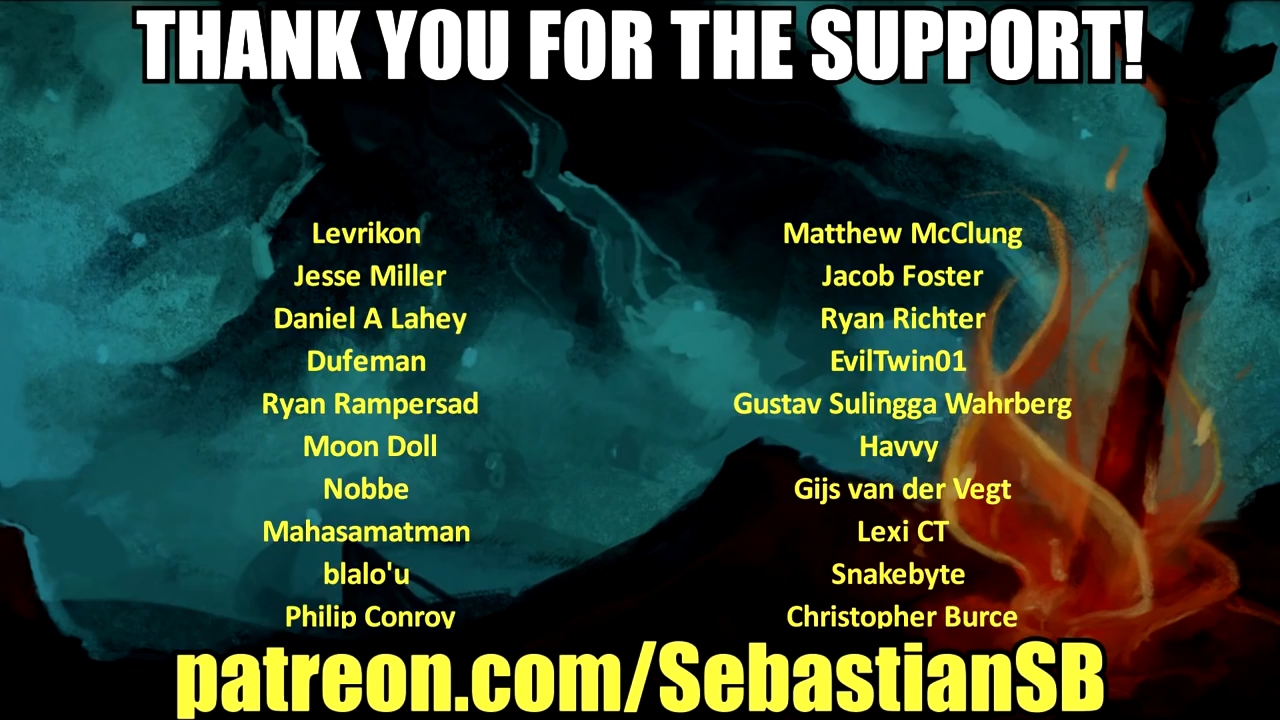 THANK YOU FOR THE SUPPORT!
Levrikon
Jesse Miller
Daniel A Lahey
Dufeman
Ryan Rampersad
Moon Doll
Nobbe
Mahasamatman
blalo'u
Philip Conroy
Matthew McClung
Jacob Foster
Ryan Richter
EvilTwin01
Gustav Sulingga Wahrberg
Havvy
Gijs van der Vegt
Lexi CT
Snakebyte
Christopher Burce
patreon.com/SebastianSB